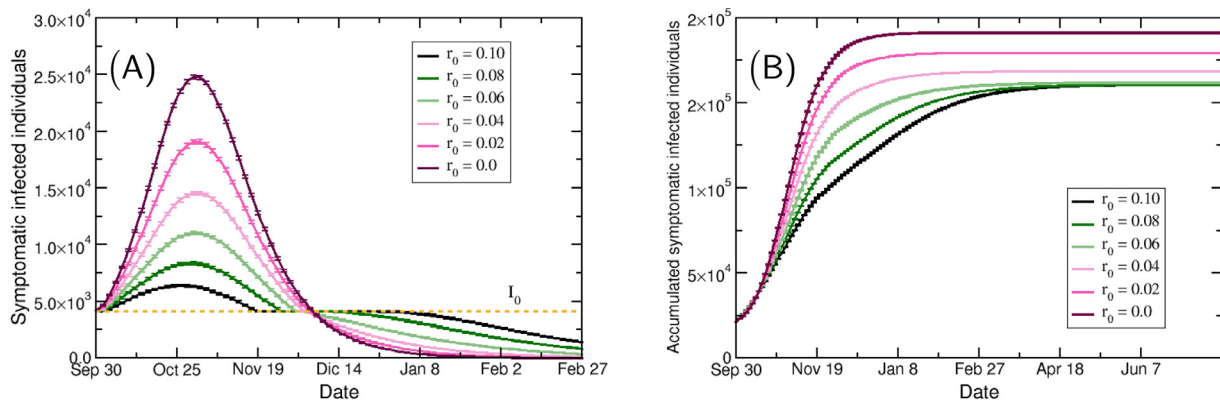 (A)
Symptomatic infected individuals
3.0×10⁴
2.5×10⁴
2.0×10⁴
1.5×10⁴
1.0×10⁴
5.0×10³
0.0
r₀ = 0.10
r₀ = 0.08
r₀ = 0.06
r₀ = 0.04
r₀ = 0.02
r₀ = 0.0
I₀
Sep 30 Oct 25 Nov 19 Dic 14 Jan 8 Feb 2 Feb 27
Date
(B)
Accumulated symptomatic infected individuals
2×10⁵
2×10⁵
1×10⁵
5×10⁴
0
r₀ = 0.10
r₀ = 0.08
r₀ = 0.06
r₀ = 0.04
r₀ = 0.02
r₀ = 0.0
Sep 30 Nov 19 Jan 8 Feb 27 Apr 18 Jun 7
Date